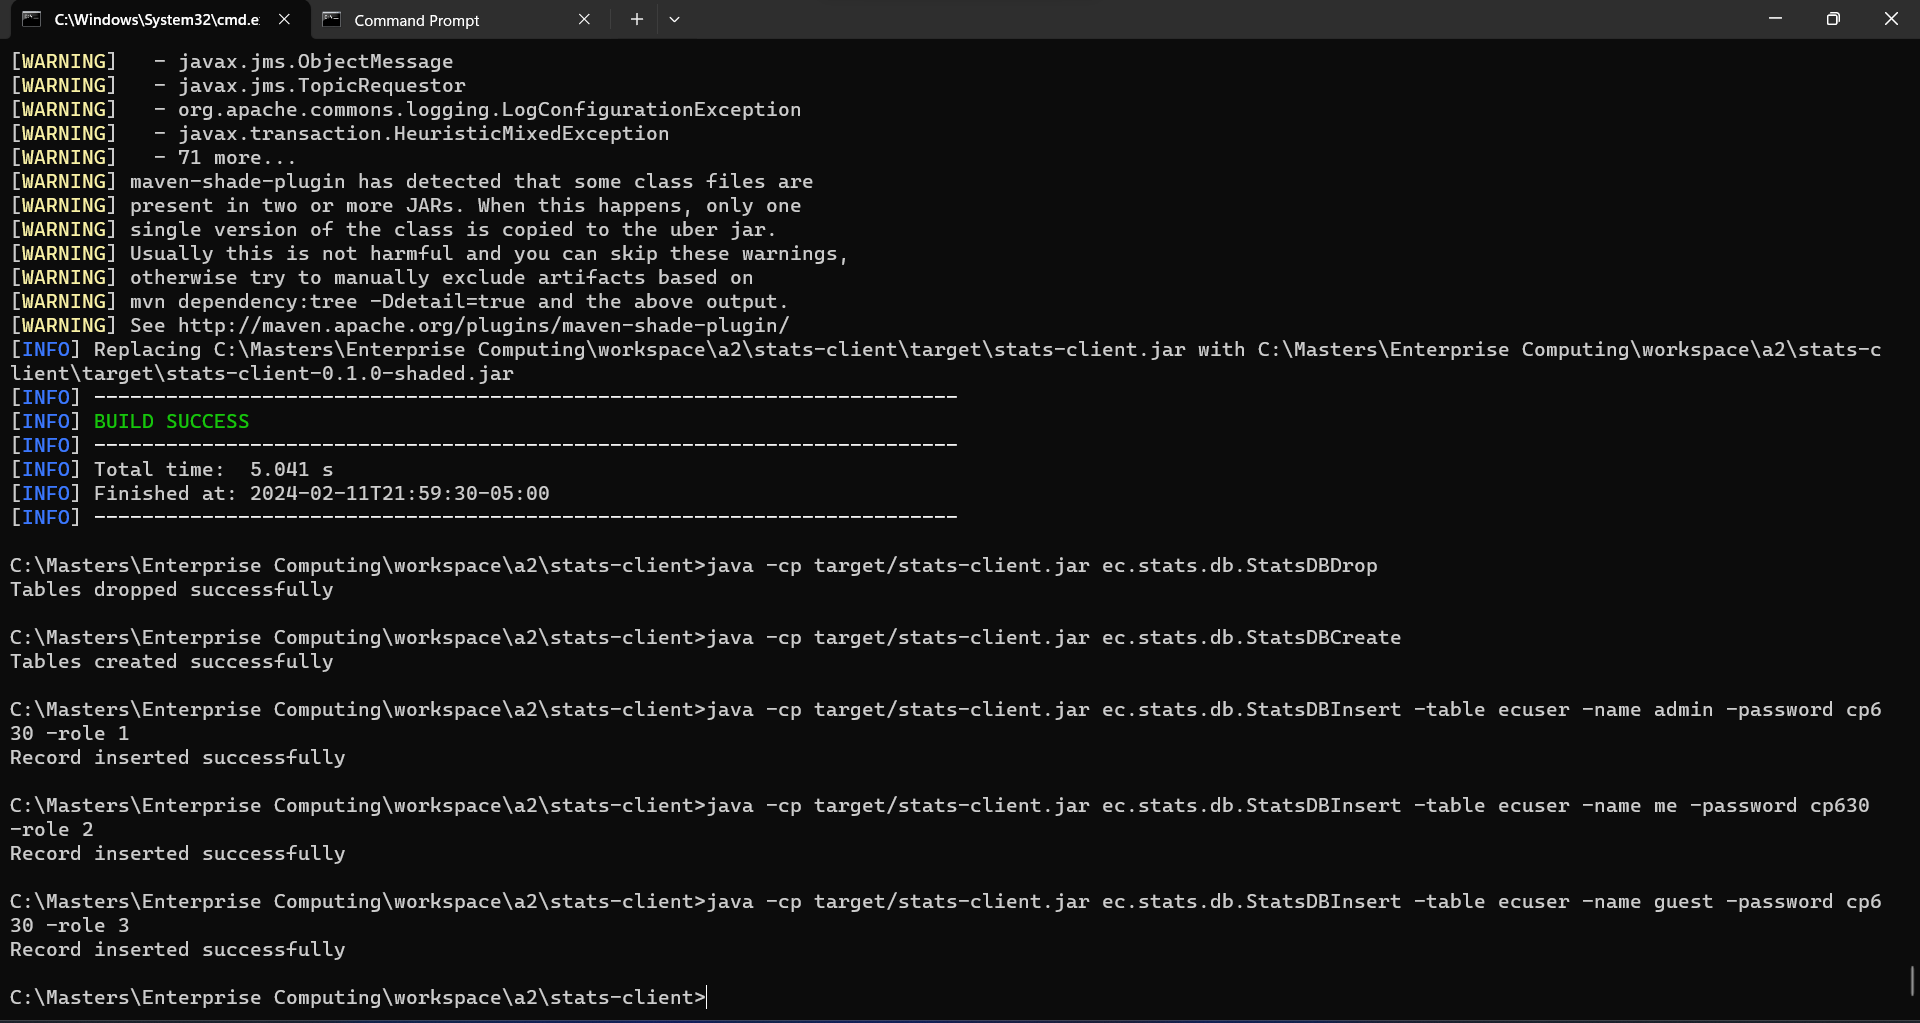 C:\Windows\System32\cmd.e
Command Prompt
[WARNING]   - javax.jms.ObjectMessage
[WARNING]   - javax.jms.TopicRequestor
[WARNING]   - org.apache.commons.logging.LogConfigurationException
[WARNING]   - javax.transaction.HeuristicMixedException
[WARNING]   - 71 more...
[WARNING] maven-shade-plugin has detected that some class files are
[WARNING] present in two or more JARs. When this happens, only one
[WARNING] single version of the class is copied to the uber jar.
[WARNING] Usually this is not harmful and you can skip these warnings,
[WARNING] otherwise try to manually exclude artifacts based on
[WARNING] mvn dependency:tree -Ddetail=true and the above output.
[WARNING] See http://maven.apache.org/plugins/maven-shade-plugin/
[INFO] Replacing C:\Masters\Enterprise Computing\workspace\a2\stats-client\target\stats-client.jar with C:\Masters\Enterprise Computing\workspace\a2\stats-c
lient\target\stats-client-0.1.0-shaded.jar
[INFO] ------------------------------------------------------------------------
[INFO] BUILD SUCCESS
[INFO] ------------------------------------------------------------------------
[INFO] Total time:  5.041 s
[INFO] Finished at: 2024-02-11T21:59:30-05:00
[INFO] ------------------------------------------------------------------------
C:\Masters\Enterprise Computing\workspace\a2\stats-client>java -cp target/stats-client.jar ec.stats.db.StatsDBDrop
Tables dropped successfully
C:\Masters\Enterprise Computing\workspace\a2\stats-client>java -cp target/stats-client.jar ec.stats.db.StatsDBCreate
Tables created successfully
C:\Masters\Enterprise Computing\workspace\a2\stats-client>java -cp target/stats-client.jar ec.stats.db.StatsDBInsert -table ecuser -name admin -password cp6
30 -role 1
Record inserted successfully
C:\Masters\Enterprise Computing\workspace\a2\stats-client>java -cp target/stats-client.jar ec.stats.db.StatsDBInsert -table ecuser -name me -password cp630
-role 2
Record inserted successfully
C:\Masters\Enterprise Computing\workspace\a2\stats-client>java -cp target/stats-client.jar ec.stats.db.StatsDBInsert -table ecuser -name guest -password cp6
30 -role 3
Record inserted successfully
C:\Masters\Enterprise Computing\workspace\a2\stats-client>